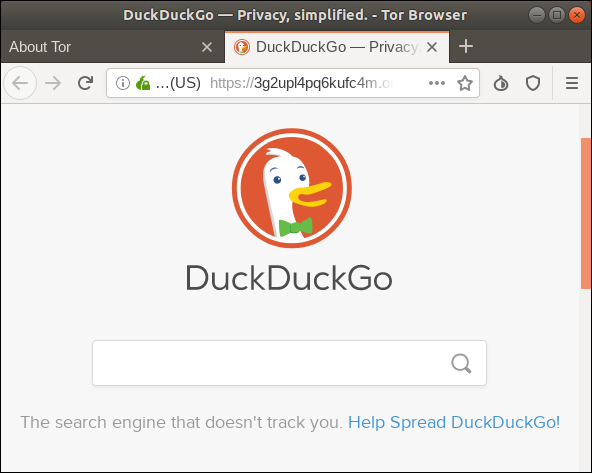 DuckDuckGo — Privacy, simplified. - Tor Browser
About Tor
DuckDuckGo — Privacy,
...(US) https://3g2upl4pq6kufc4m.o
DuckDuckGo
The search engine that doesn't track you. Help Spread DuckDuckGo!